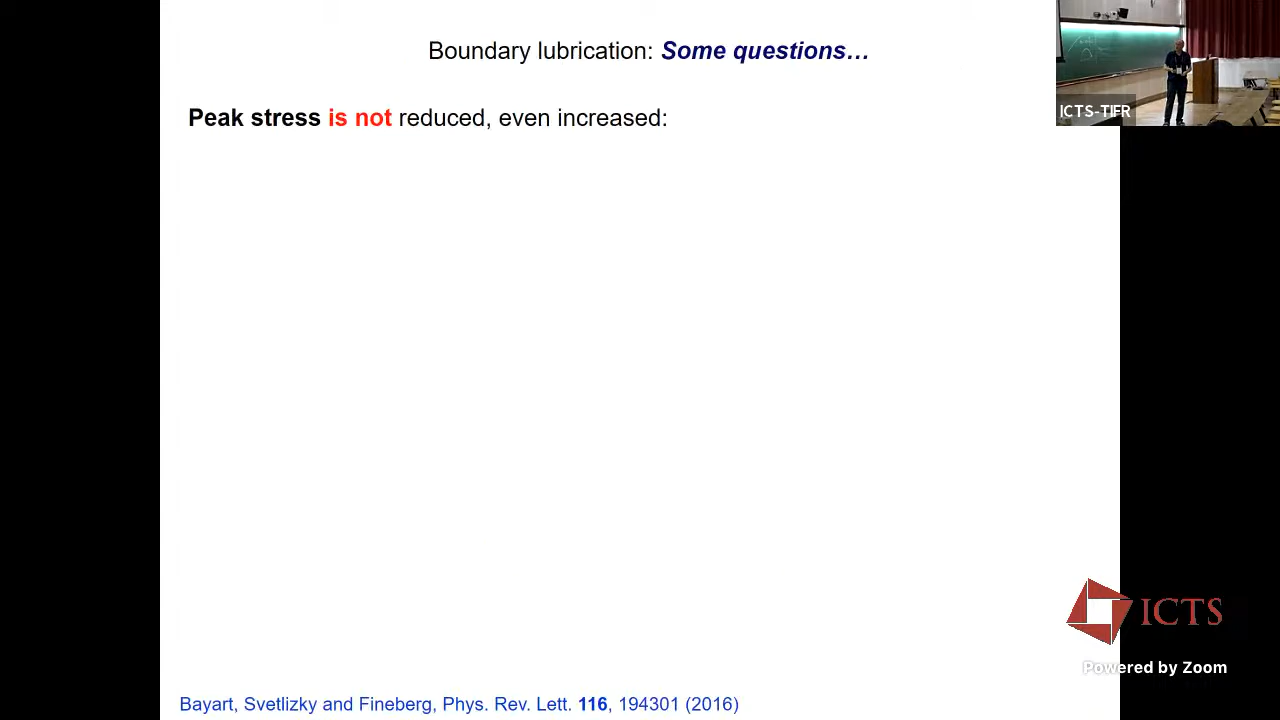 Boundary lubrication: Some questions…
Peak stress is not reduced, even increased:
ICTS-TIFR
ICTS
Powered by Zoom
Bayart, Svetlizky and Fineberg, Phys. Rev. Lett. 116, 194301 (2016)